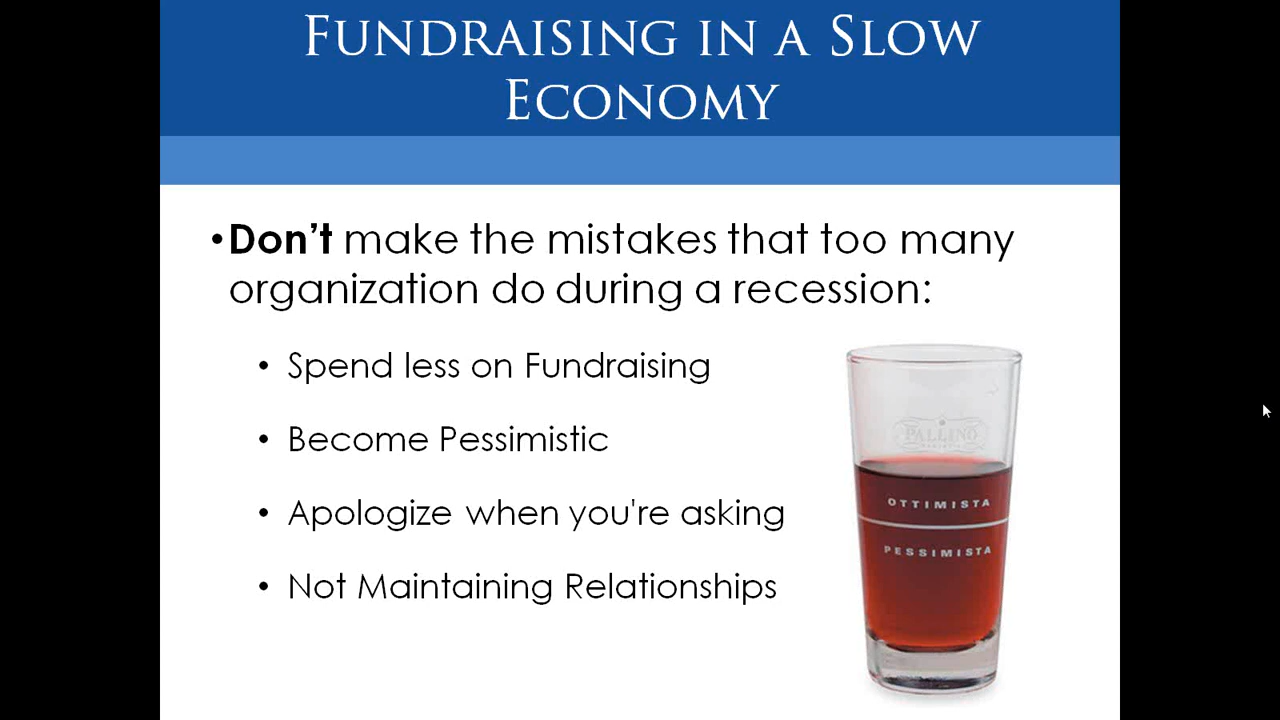 FUNDRAISING IN A SLOW
ECONOMY
•Don't make the mistakes that too many
organization do during a recession:
• Spend less on Fundraising
• Become Pessimistic
• Apologize when you're asking
• Not Maintaining Relationships
PALLINO
OTTIMISTA
PESSIMISTA